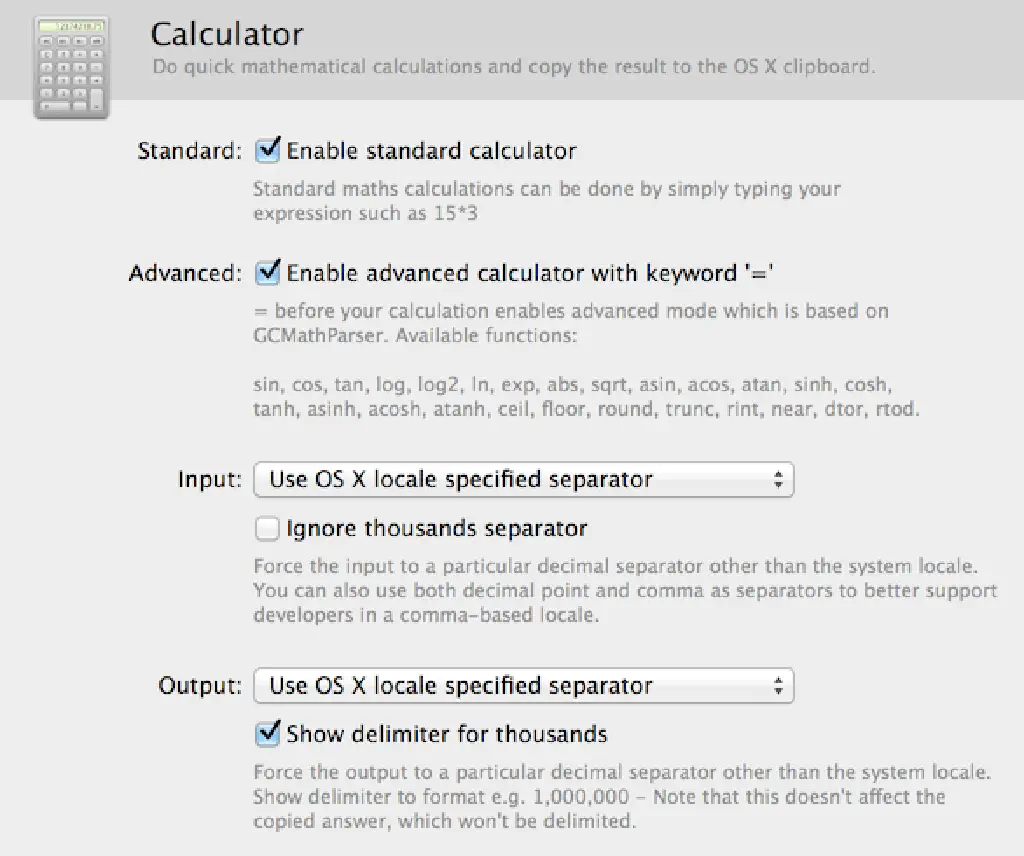 Calculator
Do quick mathematical calculations and copy the result to the OS X clipboard.
Standard: Enable standard calculator
Standard maths calculations can be done by simply typing your
expression such as 15*3
Advanced: Enable advanced calculator with keyword '='
= before your calculation enables advanced mode which is based on
GCMathParser. Available functions:
sin, cos, tan, log, log2, ln, exp, abs, sqrt, asin, acos, atan, sinh, cosh,
tanh, asinh, acosh, atanh, ceil, floor, round, trunc, rint, near, dtor, rtod.
Input: Use OS X locale specified separator
Ignore thousands separator
Force the input to a particular decimal separator other than the system locale.
You can also use both decimal point and comma as separators to better support
developers in a comma-based locale.
Output: Use OS X locale specified separator
Show delimiter for thousands
Force the output to a particular decimal separator other than the system locale.
Show delimiter to format e.g. 1,000,000 – Note that this doesn't affect the
copied answer, which won't be delimited.